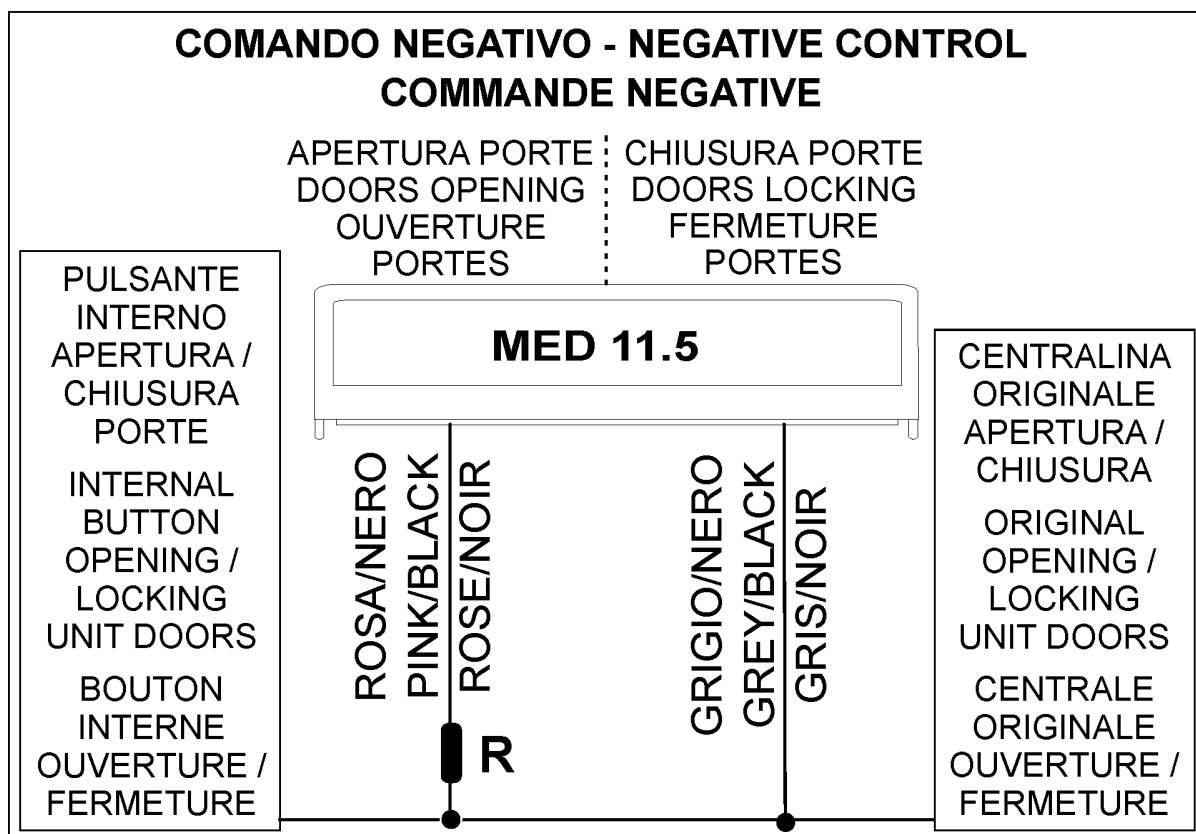 COMANDO NEGATIVO - NEGATIVE CONTROL
COMMANDE NEGATIVE
APERTURA PORTE
DOORS OPENING
OUVERTURE
PORTES
CHIUSURA PORTE
DOORS LOCKING
FERMETURE
PORTES
PULSANTE
INTERNO
APERTURA /
CHIUSURA
PORTE
INTERNAL
BUTTON
OPENING /
LOCKING
UNIT DOORS
BOUTON
INTERNE
OUVERTURE /
FERMETURE
MED 11.5
ROSA/NERO
PINK/BLACK
ROSE/NOIR
R
GRIGIO/NERO
GREY/BLACK
GRIS/NOIR
CENTRALINA
ORIGINALE
APERTURA /
CHIUSURA
ORIGINAL
OPENING /
LOCKING
UNIT DOORS
CENTRALE
ORIGINALE
OUVERTURE /
FERMETURE